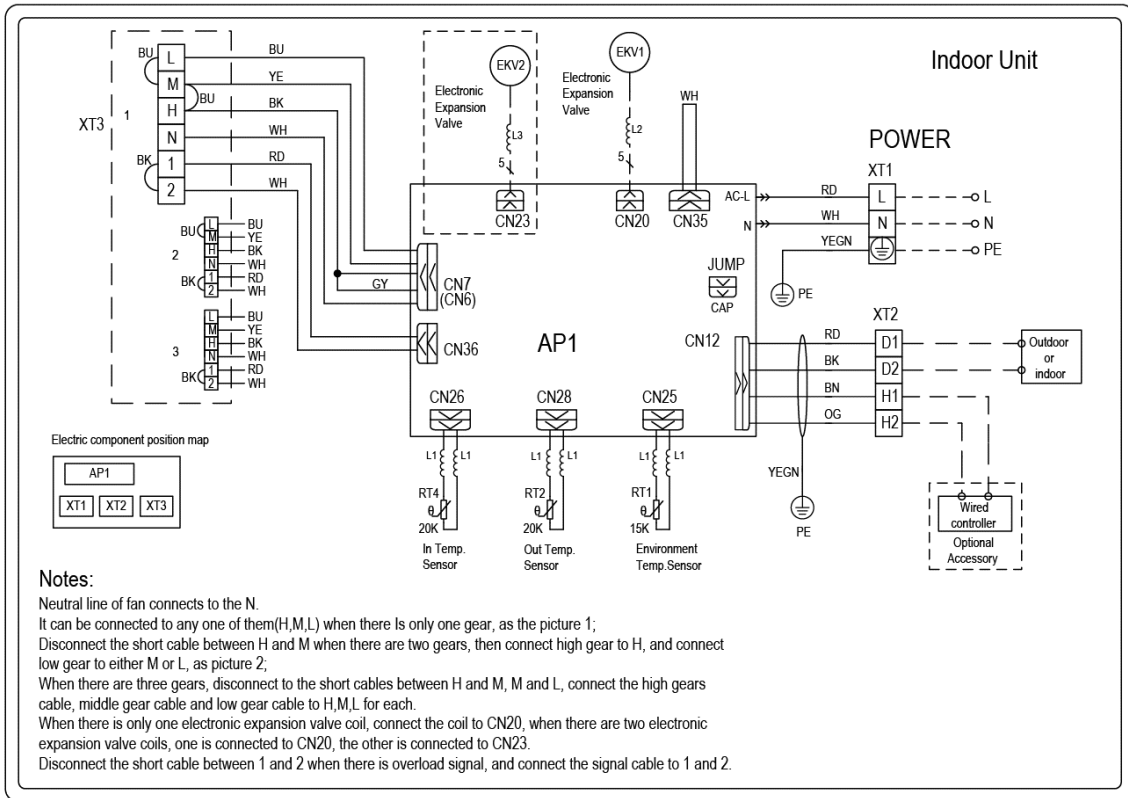 Indoor Unit
XT3
1
BU
BU
BK
L
M
H
N
1
2
BU
YE
BK
WH
RD
WH
2
BU
BK
L
M
H
N
1
2
BU
YE
BK
WH
RD
WH
3
BK
L
M
H
N
1
2
BU
YE
BK
WH
RD
WH
EKV2
Electronic
Expansion
Valve
L3
5
CN23
EKV1
Electronic
Expansion
Valve
L2
5
CN20
WH
CN35
POWER
XT1
AC-L
RD
L
L
N
WH
N
N
YEGN
PE
PE
JUMP
CAP
GY
CN7
(CN6)
CN36
AP1
CN12
XT2
RD
D1
BK
D2
BN
H1
OG
H2
Outdoor
or
indoor
YEGN
PE
Wired
controller
Optional
Accessory
CN26
L1
L1
RT4
θ
20K
In Temp.
Sensor
CN28
L1
L1
RT2
θ
20K
Out Temp.
Sensor
CN25
L1
L1
RT1
θ
15K
Environment
Temp.Sensor
Electric component position map
AP1
XT1
XT2
XT3
Notes:
Neutral line of fan connects to the N.
It can be connected to any one of them(H,M,L) when there Is only one gear, as the picture 1;
Disconnect the short cable between H and M when there are two gears, then connect high gear to H, and connect
low gear to either M or L, as picture 2;
When there are three gears, disconnect to the short cables between H and M, M and L, connect the high gears
cable, middle gear cable and low gear cable to H,M,L for each.
When there is only one electronic expansion valve coil, connect the coil to CN20, when there are two electronic
expansion valve coils, one is connected to CN20, the other is connected to CN23.
Disconnect the short cable between 1 and 2 when there is overload signal, and connect the signal cable to 1 and 2.